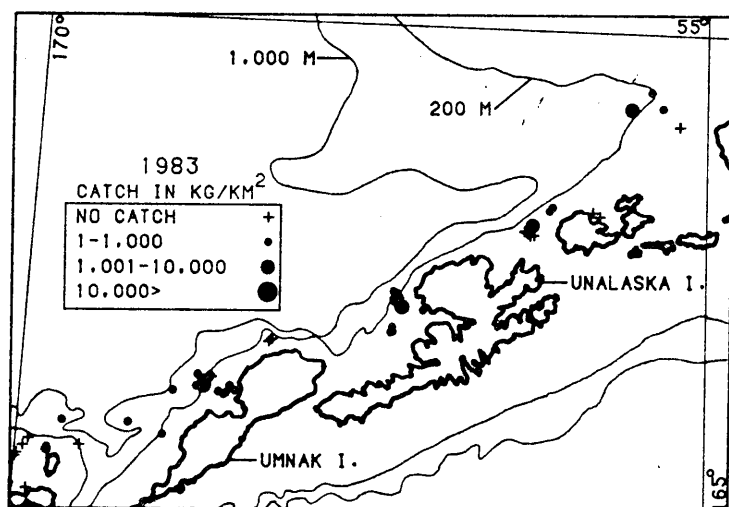 170°
55°
1.000 M
200 M
1983
CATCH IN KG/KM²
NO CATCH +
1-1.000
1.001-10.000
10.000>
UNALASKA I.
UMNAK I.
165°